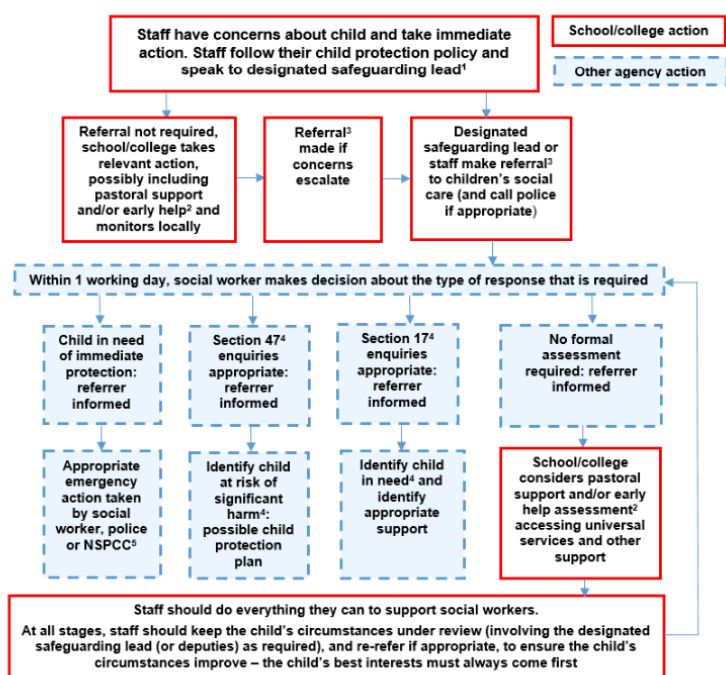 Staff have concerns about child and take immediate
action. Staff follow their child protection policy and
speak to designated safeguarding lead¹
School/college action
Other agency action
Referral not required,
school/college takes
relevant action,
possibly including
pastoral support
and/or early help² and
monitors locally
Referral³
made if
concerns
escalate
Designated
safeguarding lead or
staff make referral³
to children’s social
care (and call police
if appropriate)
Within 1 working day, social worker makes decision about the type of response that is required
Child in need
of immediate
protection:
referrer
informed
Section 47⁴
enquiries
appropriate:
referrer
informed
Section 17⁴
enquiries
appropriate:
referrer
informed
No formal
assessment
required: referrer
informed
Appropriate
emergency
action taken
by social
worker, police
or NSPCC⁵
Identify child
at risk of
significant
harm⁴:
possible child
protection
plan
Identify child
in need⁴ and
identify
appropriate
support
School/college
considers pastoral
support and/or early
help assessment²
accessing universal
services and other
support
Staff should do everything they can to support social workers.
At all stages, staff should keep the child’s circumstances under review (involving the designated
safeguarding lead (or deputies) as required), and re-refer if appropriate, to ensure the child’s
circumstances improve – the child’s best interests must always come first